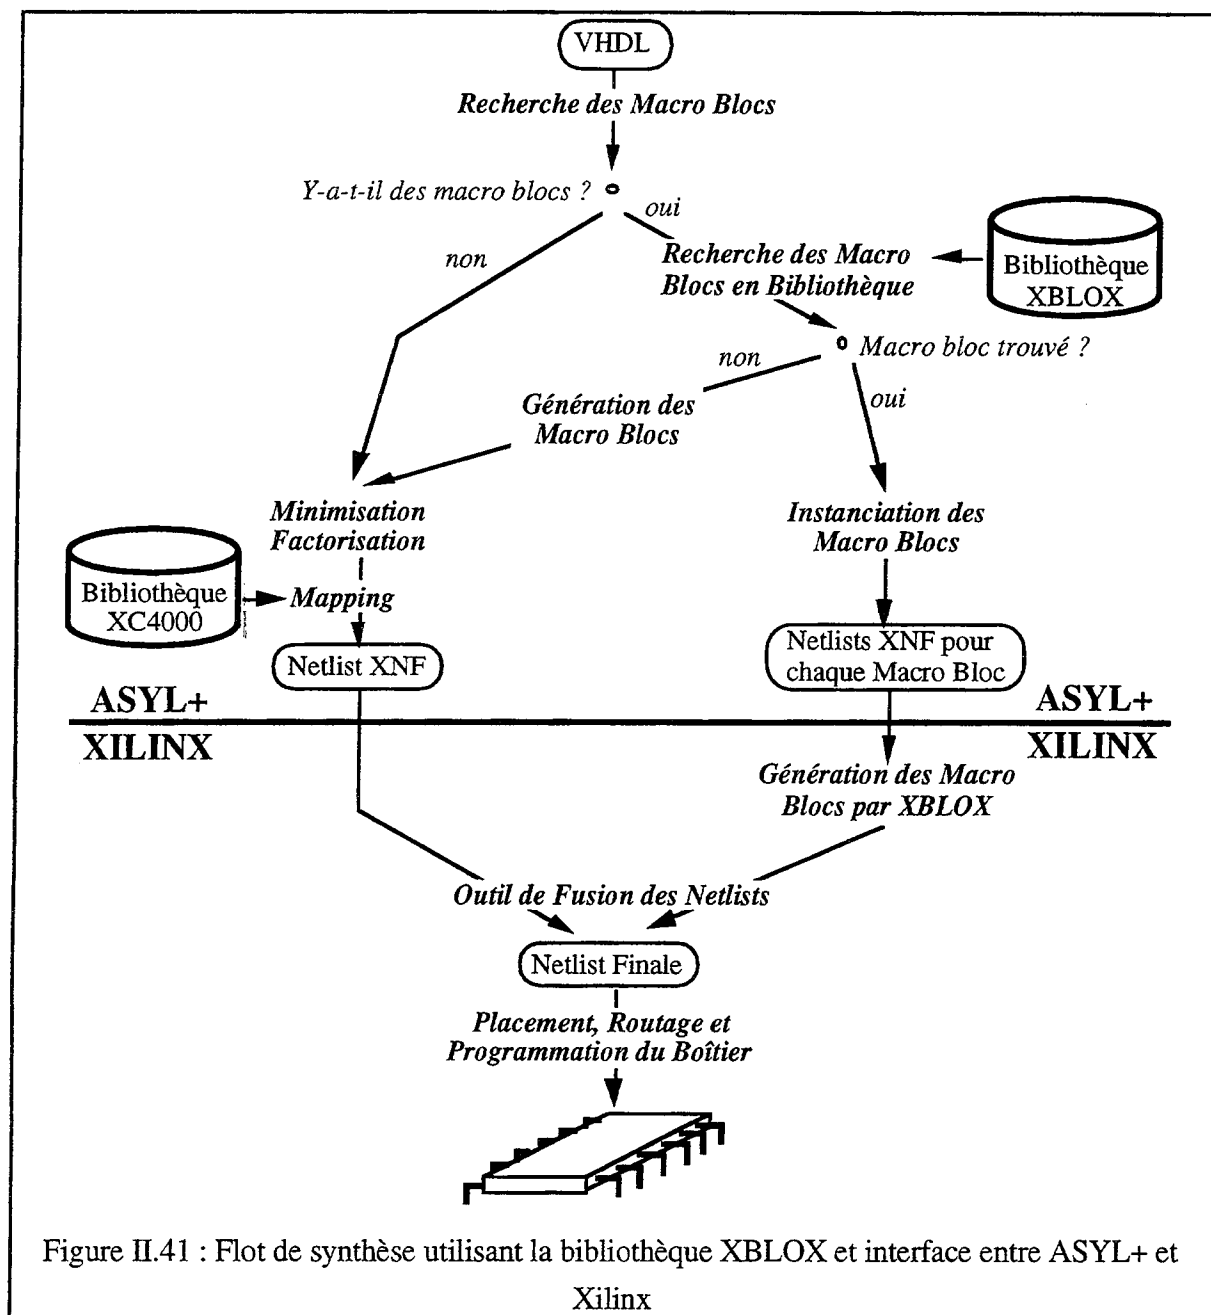 VHDL
Recherche des Macro Blocs
Y-a-t-il des macro blocs ?
oui
non
Recherche des Macro
Blocs en Bibliothèque
Bibliothèque
XBLOX
Macro bloc trouvé ?
non
oui
Génération des
Macro Blocs
Minimisation
Factorisation
Instanciation des
Macro Blocs
Bibliothèque
XC4000
Mapping
Netlist XNF
Netlists XNF pour
chaque Macro Bloc
ASYL+
ASYL+
XILINX
XILINX
Génération des Macro
Blocs par XBLOX
Outil de Fusion des Netlists
Netlist Finale
Placement, Routage et
Programmation du Boîtier
Figure II.41 : Flot de synthèse utilisant la bibliothèque XBLOX et interface entre ASYL+ et
Xilinx